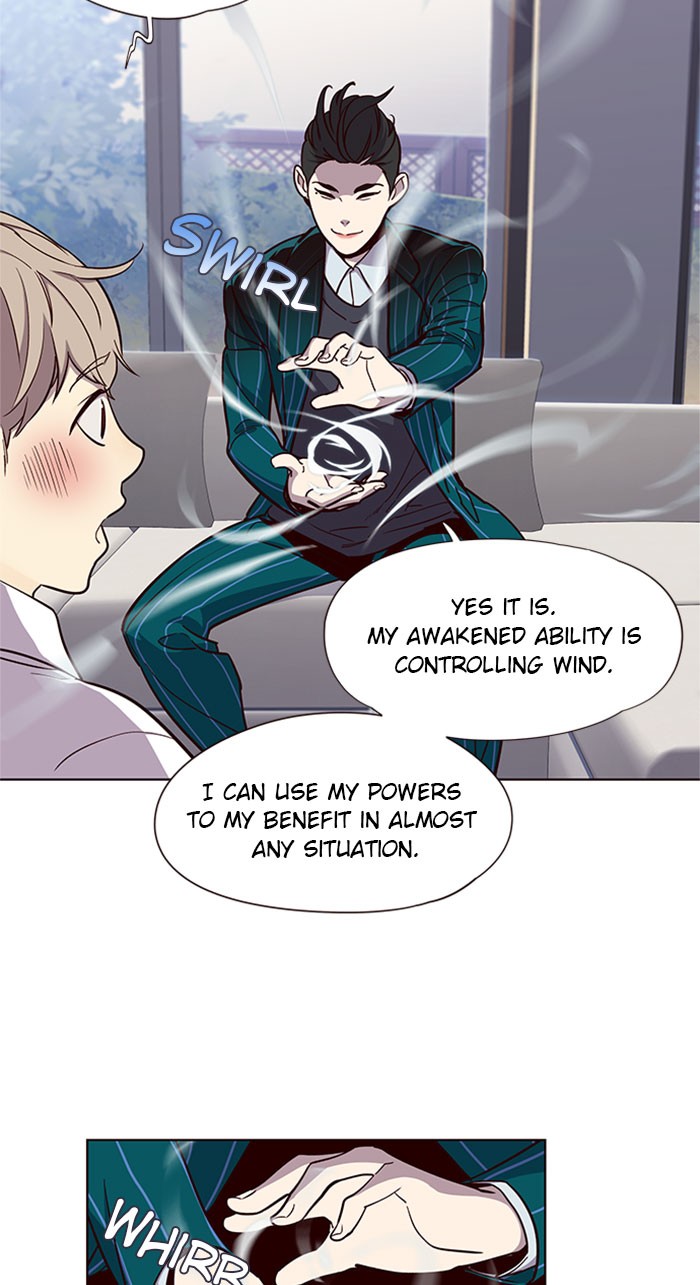 SWIRL
YES IT IS.
MY AWAKENED ABILITY IS
CONTROLLING WIND.
I CAN USE MY POWERS
TO MY BENEFIT IN ALMOST
ANY SITUATION.
WHIRR